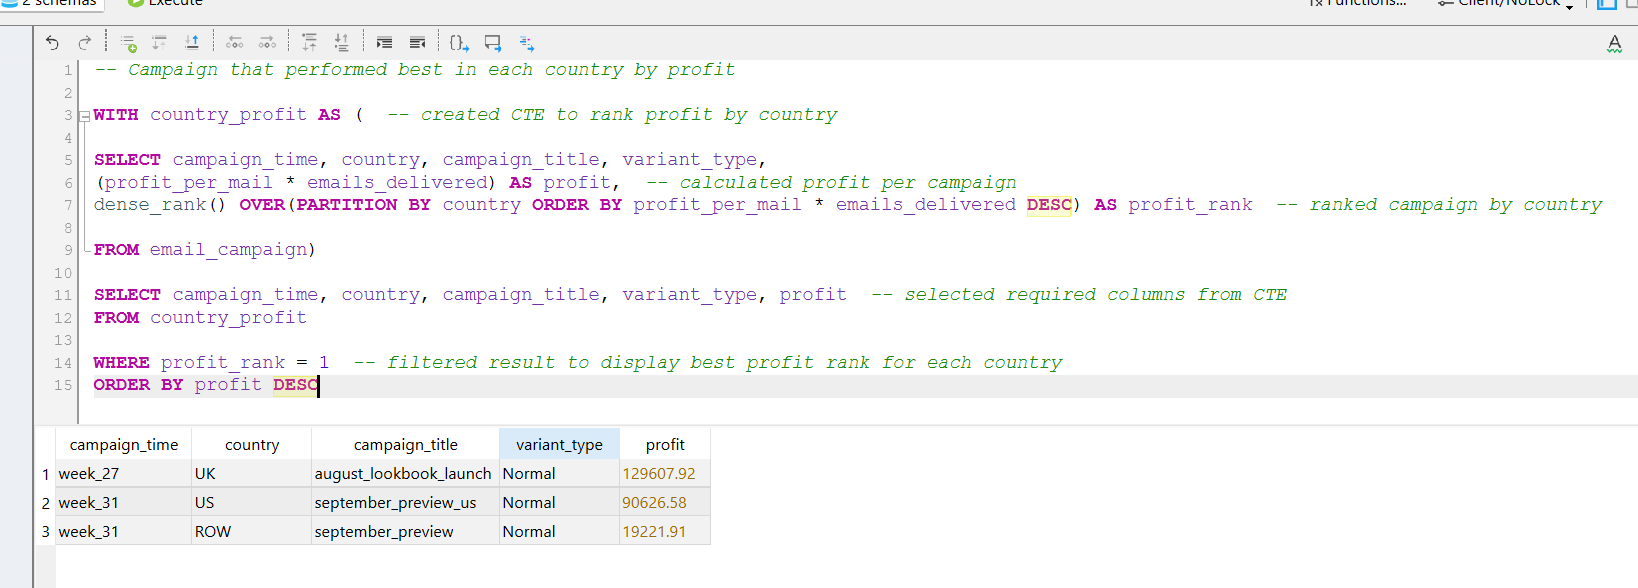 2 schemas Execute Functions... Client/NoLock
1 -- Campaign that performed best in each country by profit
2
3 WITH country_profit AS (  -- created CTE to rank profit by country
4
5 SELECT campaign_time, country, campaign_title, variant_type,
6 (profit_per_mail * emails_delivered) AS profit,  -- calculated profit per campaign
7 dense_rank() OVER(PARTITION BY country ORDER BY profit_per_mail * emails_delivered DESC) AS profit_rank  -- ranked campaign by country
8
9 FROM email_campaign)
10
11 SELECT campaign_time, country, campaign_title, variant_type, profit  -- selected required columns from CTE
12 FROM country_profit
13
14 WHERE profit_rank = 1  -- filtered result to display best profit rank for each country
15 ORDER BY profit DESC
campaign_time country campaign_title variant_type profit
1 week_27 UK august_lookbook_launch Normal 129607.92
2 week_31 US september_preview_us Normal 90626.58
3 week_31 ROW september_preview Normal 19221.91